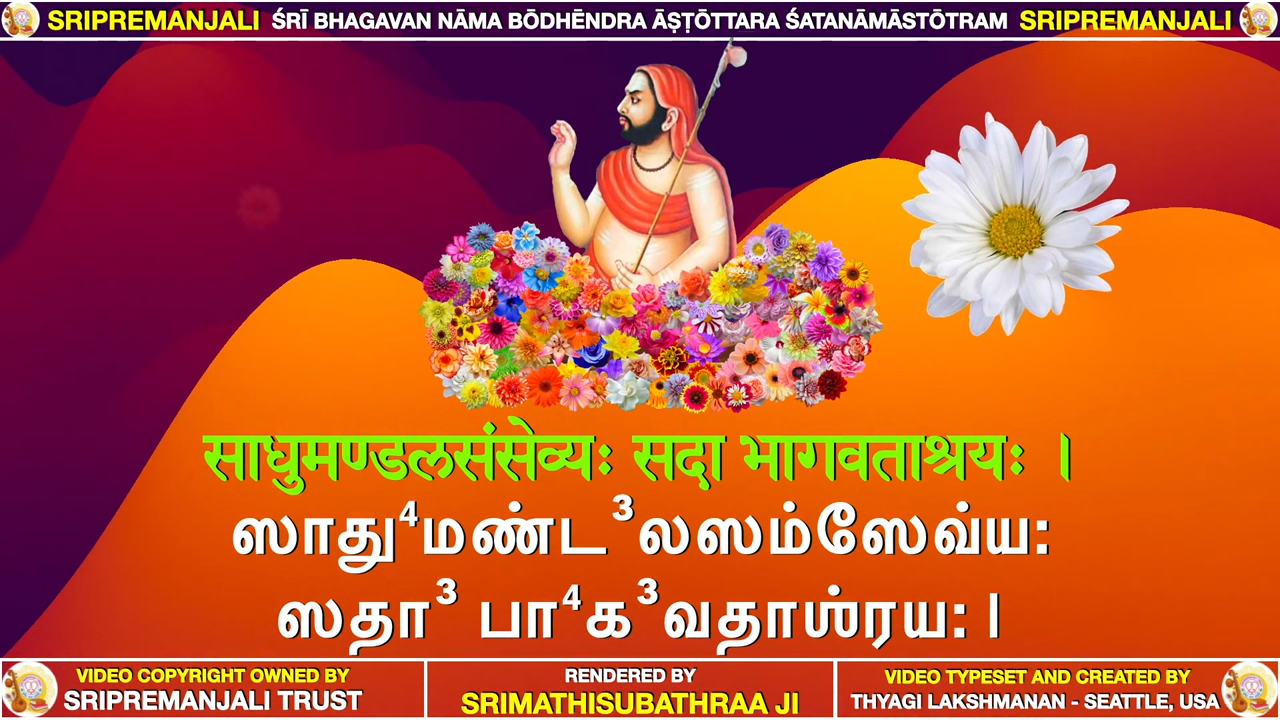 SRIPREMANJALI ŚRĪ BHAGAVAN NĀMA BŌDHĒNDRA ĀṢṬŌTTARA ŚATANĀMĀSTŌTRAM SRIPREMANJALI
साधुमण्डलसंसेव्यः सदा भागवताश्रयः ।
ஸாது⁴மண்ட³லஸம்ஸேவ்ய:
ஸதா³ பா⁴க³வதாஶ்ரய: ।
VIDEO COPYRIGHT OWNED BY
SRIPREMANJALI TRUST
RENDERED BY
SRIMATHISUBATHRAA JI
VIDEO TYPESET AND CREATED BY
THYAGI LAKSHMANAN - SEATTLE, USA